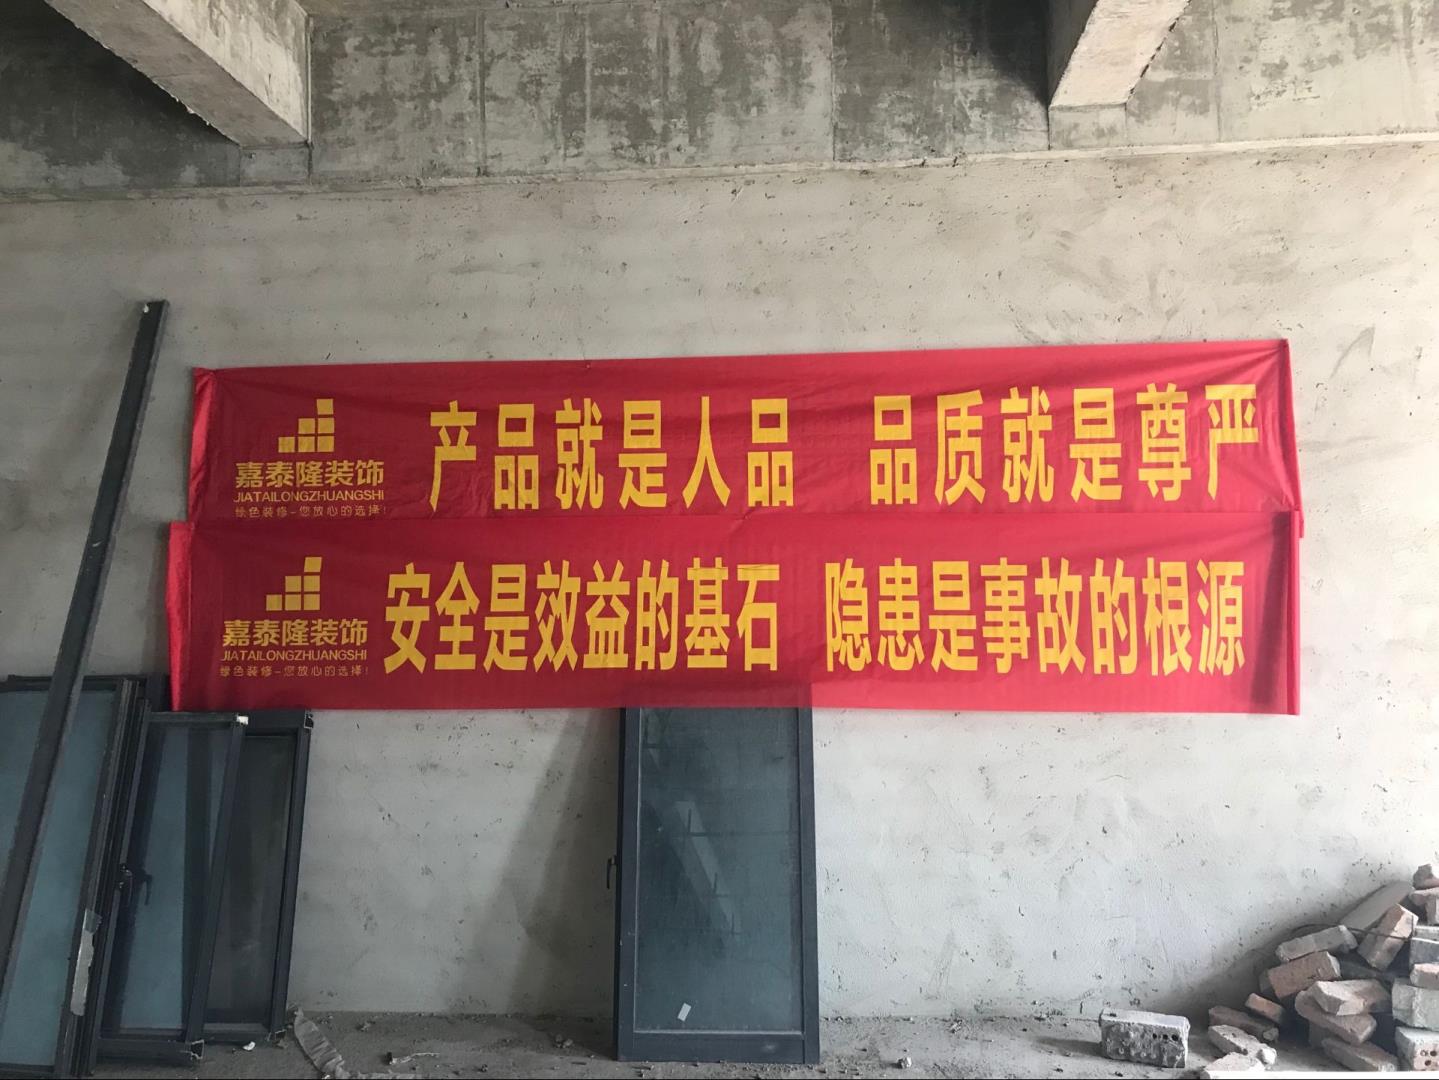 产品就是人品 品质就是尊严
嘉泰隆装饰
JIATAILONGZHUANGSHI
绿色装修-您放心的选择!
安全是效益的基石 隐患是事故的根源
嘉泰隆装饰
JIATAILONGZHUANGSHI
绿色装修-您放心的选择!